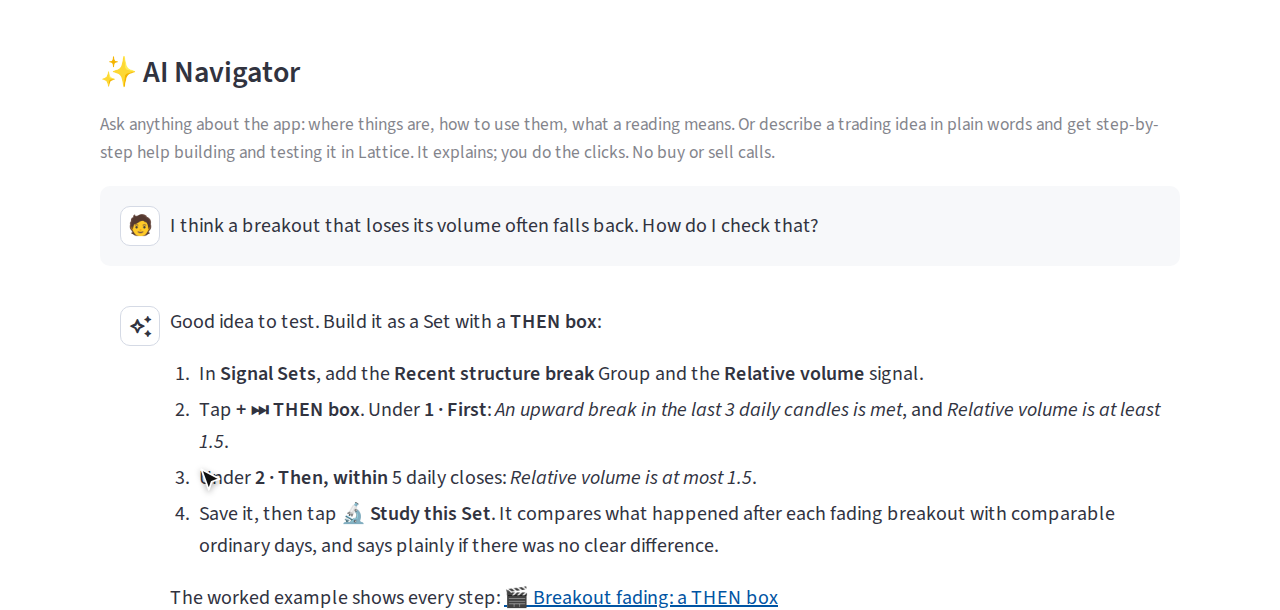 ✨ AI Navigator
Ask anything about the app: where things are, how to use them, what a reading means. Or describe a trading idea in plain words and get step-by-
step help building and testing it in Lattice. It explains; you do the clicks. No buy or sell calls.
I think a breakout that loses its volume often falls back. How do I check that?
Good idea to test. Build it as a Set with a THEN box:
1. In Signal Sets, add the Recent structure break Group and the Relative volume signal.
2. Tap + ⏭ THEN box. Under 1 · First: An upward break in the last 3 daily candles is met, and Relative volume is at least
1.5.
3. Under 2 · Then, within 5 daily closes: Relative volume is at most 1.5.
4. Save it, then tap 🔬 Study this Set. It compares what happened after each fading breakout with comparable
ordinary days, and says plainly if there was no clear difference.
The worked example shows every step: 🎬 Breakout fading: a THEN box